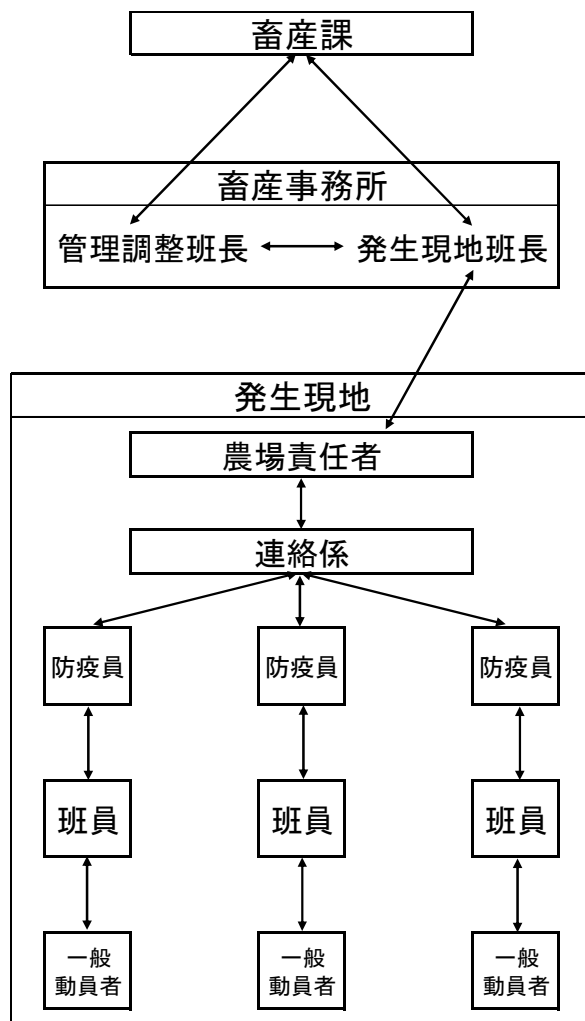 畜産課
畜産事務所
管理調整班長
発生現地班長
発生現地
農場責任者
連絡係
防疫員
防疫員
防疫員
班員
班員
班員
一般
動員者
一般
動員者
一般
動員者